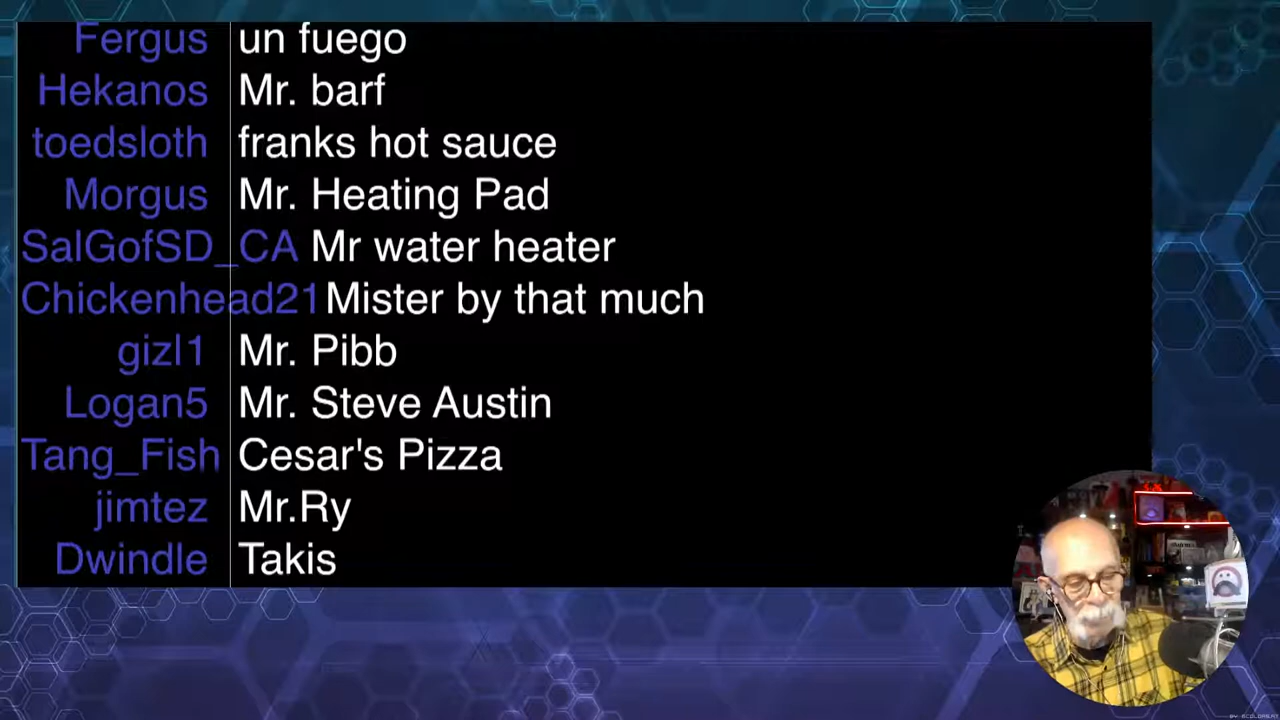 Fergus un fuego
Hekanos Mr. barf
toedsloth franks hot sauce
Morgus Mr. Heating Pad
SalGofSD_CA Mr water heater
Chickenhead21 Mister by that much
gizl1 Mr. Pibb
Logan5 Mr. Steve Austin
Tang_Fish Cesar's Pizza
jimtez Mr.Ry
Dwindle Takis